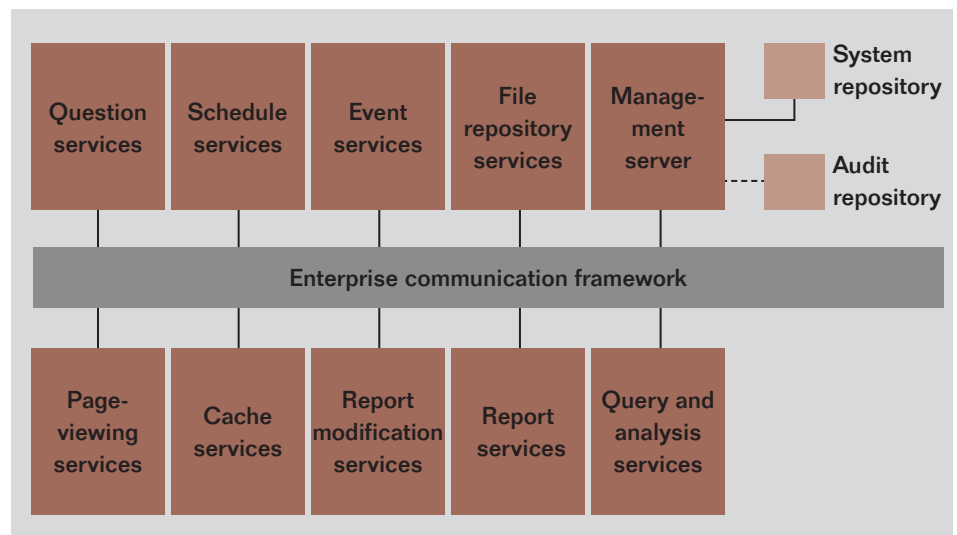 Question
services
Schedule
services
Event
services
File
repository
services
Manage-
ment
server
System
repository
Audit
repository
Enterprise communication framework
Page-
viewing
services
Cache
services
Report
modification
services
Report
services
Query and
analysis
services